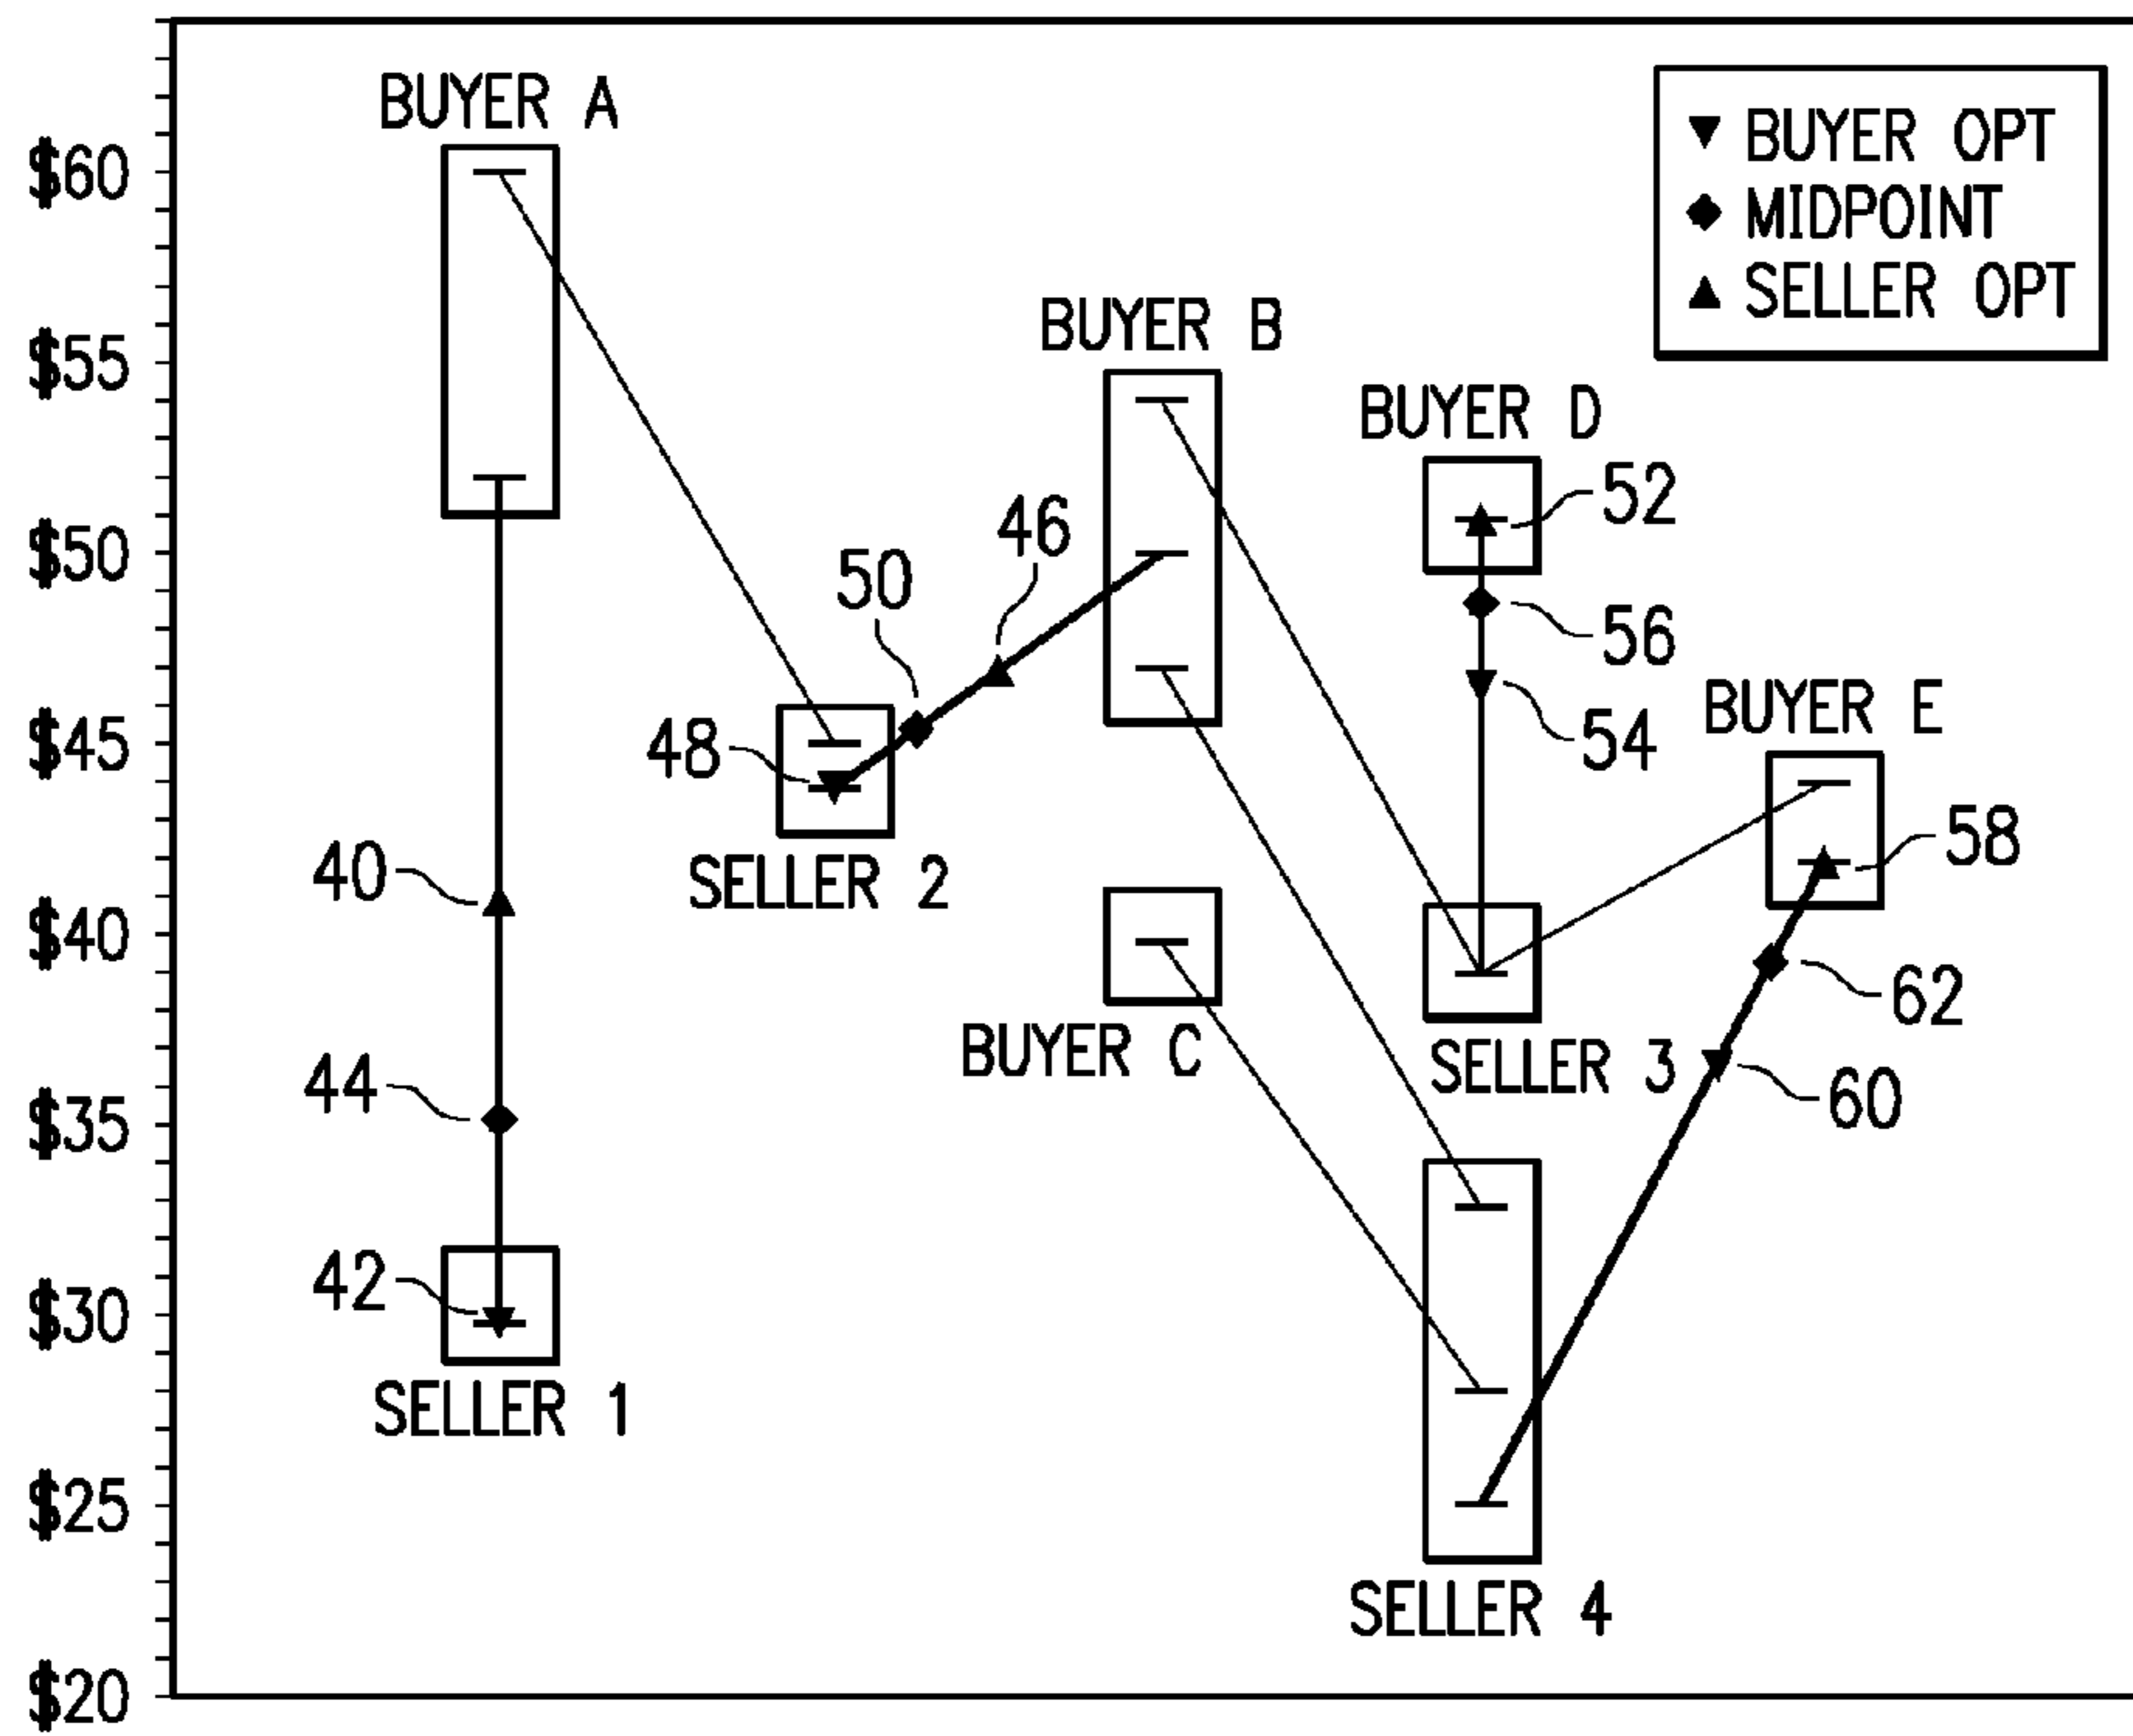 BUYER A
▼ BUYER OPT
◆ MIDPOINT
▲ SELLER OPT
$60
BUYER B
$55
BUYER D
52
46
$50
50
56
BUYER E
48
54
$45
58
40
SELLER 2
$40
62
BUYER C
SELLER 3
44
60
$35
42
$30
SELLER 1
$25
SELLER 4
$20